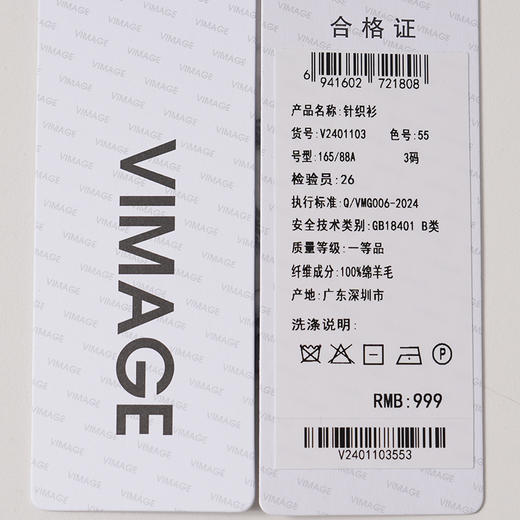 VIMAGE
合格证
6 941602 721808
产品名称:针织衫
货号:V2401103 色号:55
号型:165/88A 3码
检验员:26
执行标准:Q/VMG006-2024
安全技术类别:GB18401 B类
质量等级:一等品
纤维成分:100%绵羊毛
产地:广东深圳市
洗涤说明:
P
RMB:999
V2401103553